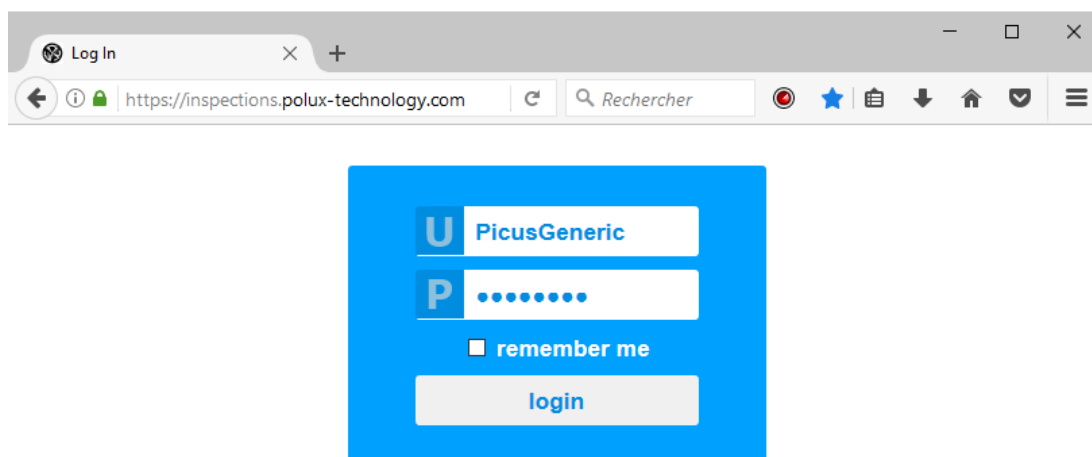 Log In
https://inspections.polux-technology.com
Rechercher
U PicusGeneric
P ••••••••
remember me
login